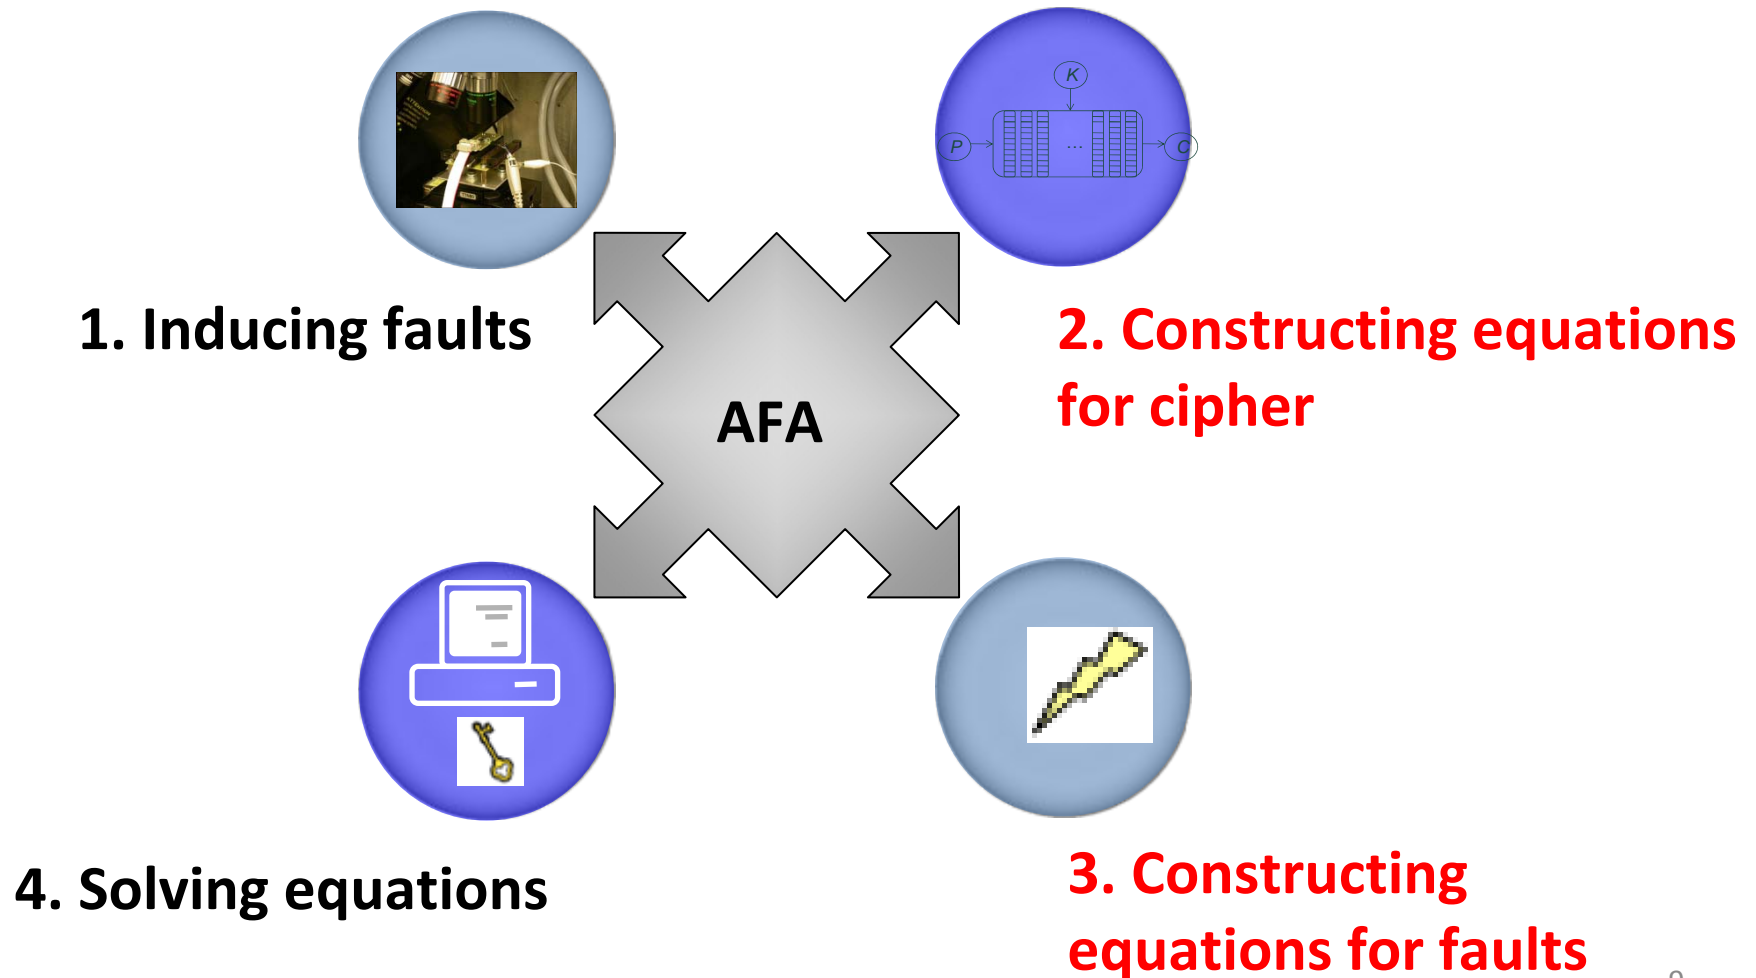 K
P
...
C
1. Inducing faults
2. Constructing equations
for cipher
AFA
4. Solving equations
3. Constructing
equations for faults